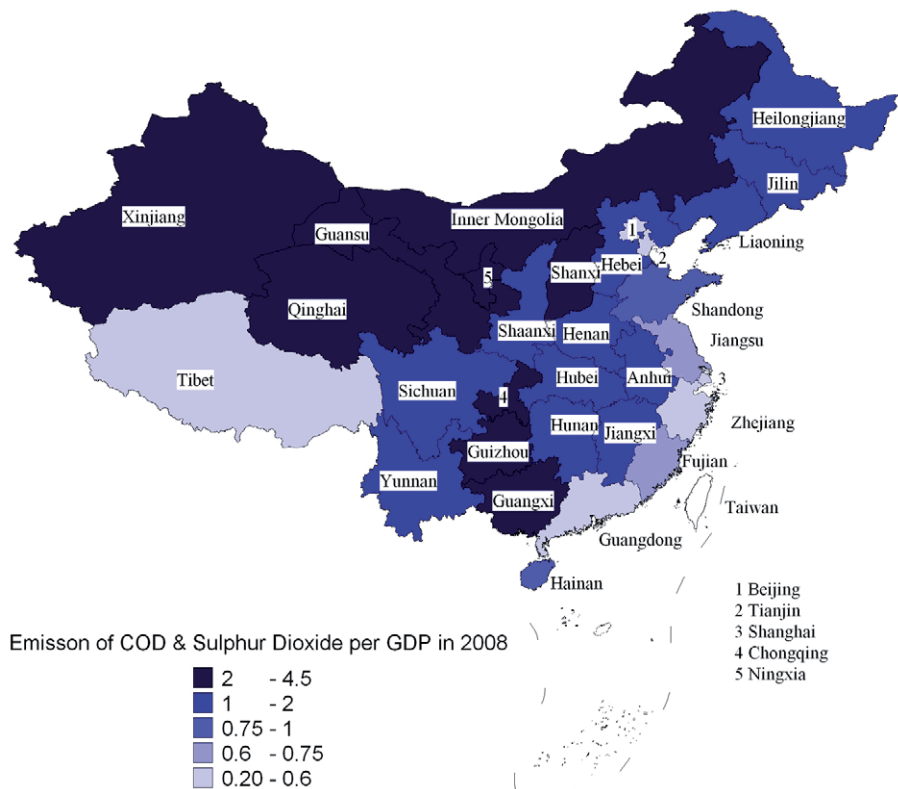 Heilongjiang
Jilin
Xinjiang
Inner Mongolia
Guansu
1
Liaoning
2
Hebei
Shanxi
5
Qinghai
Shandong
Shaanxi
Henan
Jiangsu
Tibet
Hubei
Anhui
3
Sichuan
4
Zhejiang
Hunan
Jiangxi
Guizhou
Fujian
Yunnan
Guangxi
Taiwan
Guangdong
Hainan
1 Beijing
2 Tianjin
3 Shanghai
4 Chongqing
5 Ningxia
Emisson of COD & Sulphur Dioxide per GDP in 2008
2 - 4.5
1 - 2
0.75 - 1
0.6 - 0.75
0.20 - 0.6